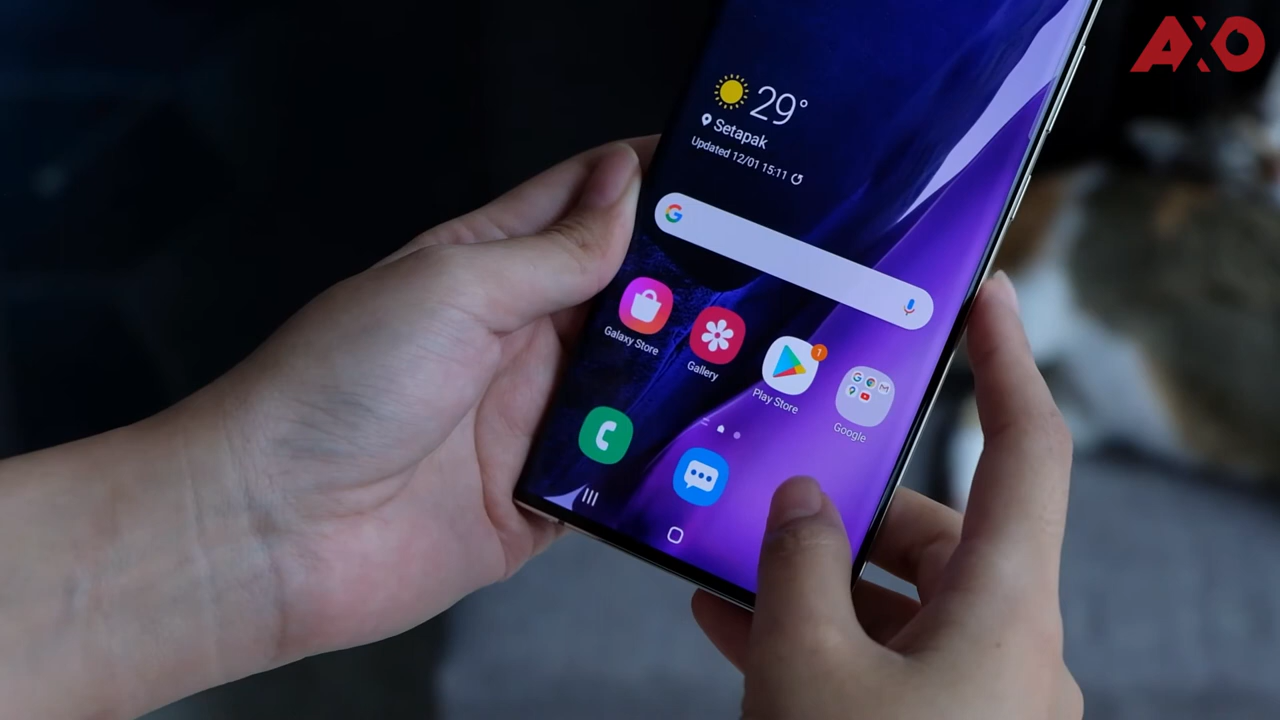 AXO
29°
Setapak
Updated 12/01 15:11
Galaxy Store
Gallery
1
Play Store
Google